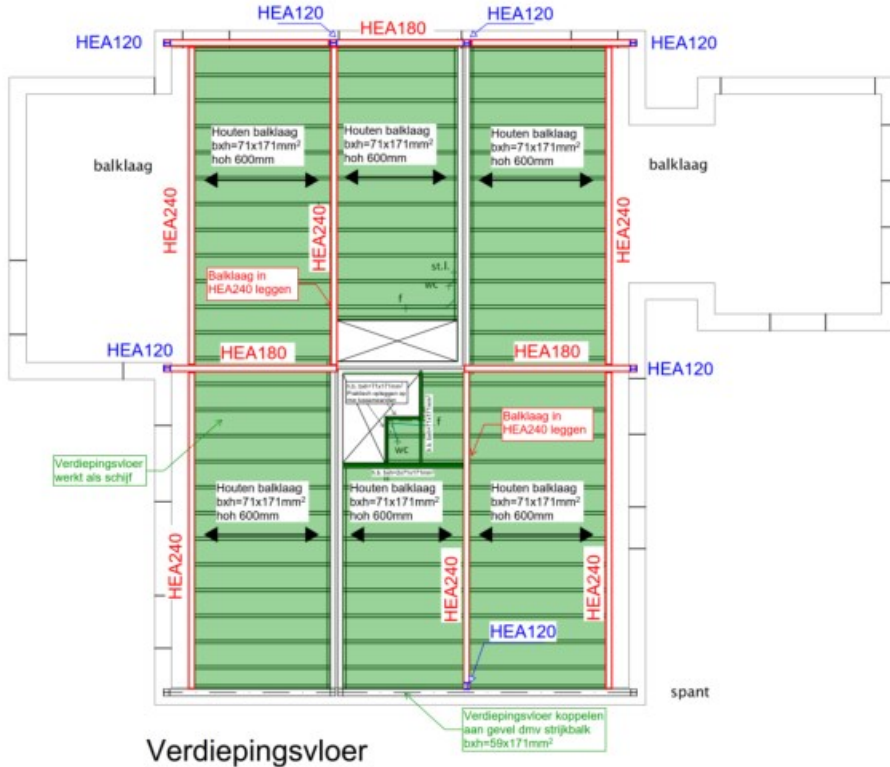 HEA120
HEA180
HEA120
HEA120
HEA120
Houten balklaag
bxh=71x171mm²
hoh 600mm
Houten balklaag
bxh=71x171mm²
hoh 600mm
Houten balklaag
bxh=71x171mm²
hoh 600mm
balklaag
balklaag
HEA240
HEA240
HEA240
st.l.
wc
f
Balklaag in
HEA240 leggen
HEA120
HEA180
HEA180
HEA120
f
wc
Balklaag in
HEA240 leggen
Verdiepingsvloer
werkt als schijf
Houten balklaag
bxh=71x171mm²
hoh 600mm
Houten balklaag
bxh=71x171mm²
hoh 600mm
Houten balklaag
bxh=71x171mm²
hoh 600mm
HEA240
HEA240
HEA240
HEA120
spant
Verdiepingsvloer koppelen
aan gevel dmv strijkbalk
bxh=59x171mm²
Verdiepingsvloer